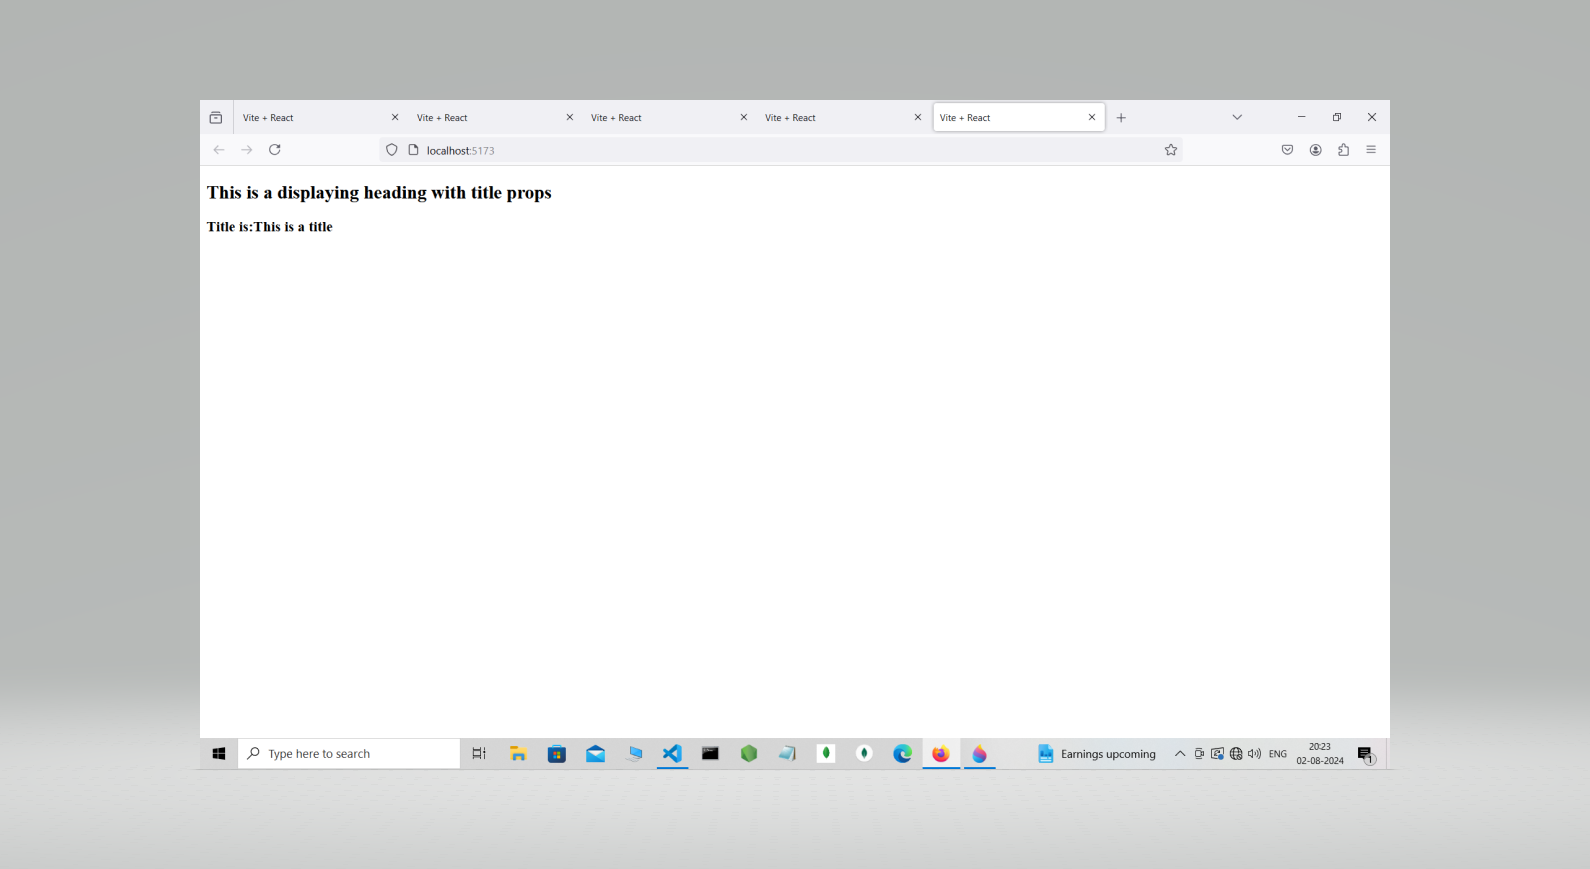 Vite + React
Vite + React
Vite + React
Vite + React
Vite + React
localhost:5173
This is a displaying heading with title props
Title is:This is a title
Type here to search
Earnings upcoming
ENG
20:23
02-08-2024
1